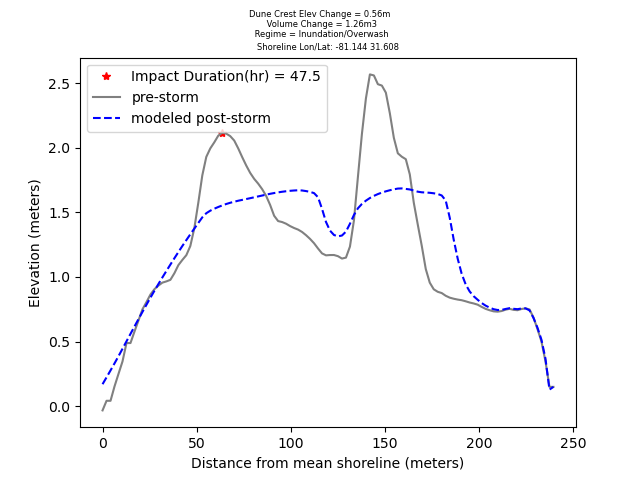 Dune Crest Elev Change = 0.56m
Volume Change = 1.26m3
Regime = Inundation/Overwash
Shoreline Lon/Lat: -81.144 31.608
Impact Duration(hr) = 47.5
pre-storm
modeled post-storm
2.5
2.0
1.5
1.0
0.5
0.0
Elevation (meters)
0 50 100 150 200 250
Distance from mean shoreline (meters)